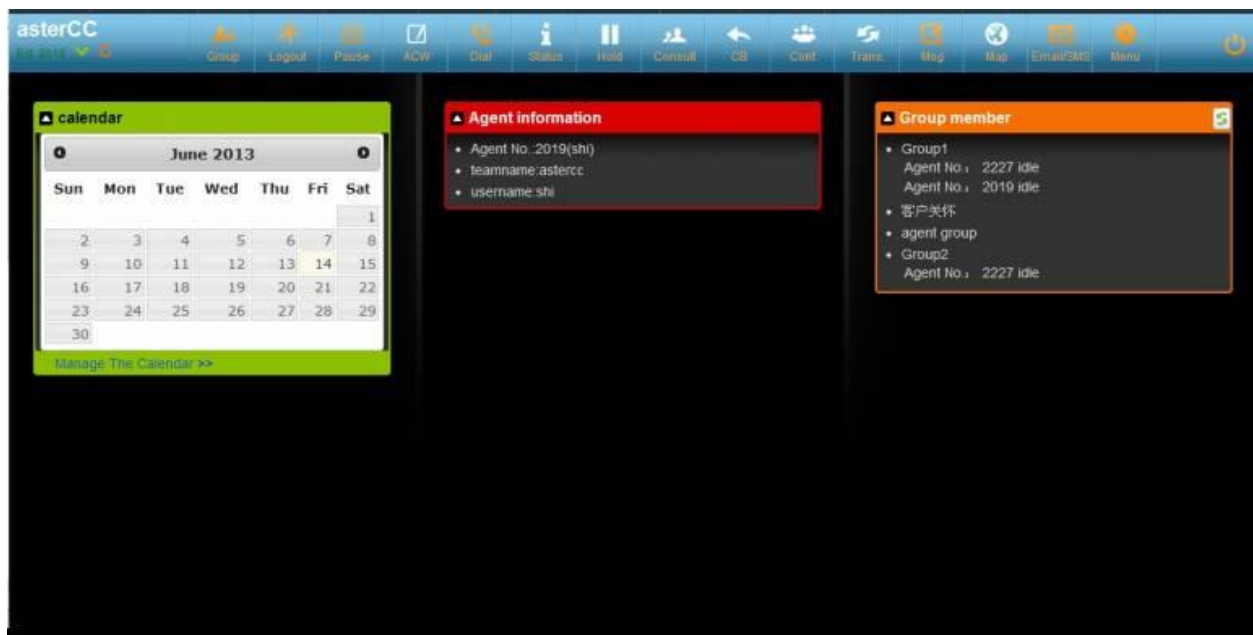 asterCC
Group Logout Pause ACW Dial Status Hold Consult CB Conf. Trans. Msg Map Email/SMS Menu
calendar
June 2013
Sun Mon Tue Wed Thu Fri Sat
1
2 3 4 5 6 7 8
9 10 11 12 13 14 15
16 17 18 19 20 21 22
23 24 25 26 27 28 29
30
Manage The Calendar >>
Agent information
Agent No.:2019(shi)
teamname:astercc
username:shi
Group member
Group1
Agent No.: 2227 idle
Agent No.: 2019 idle
客户关怀
agent group
Group2
Agent No.: 2227 idle